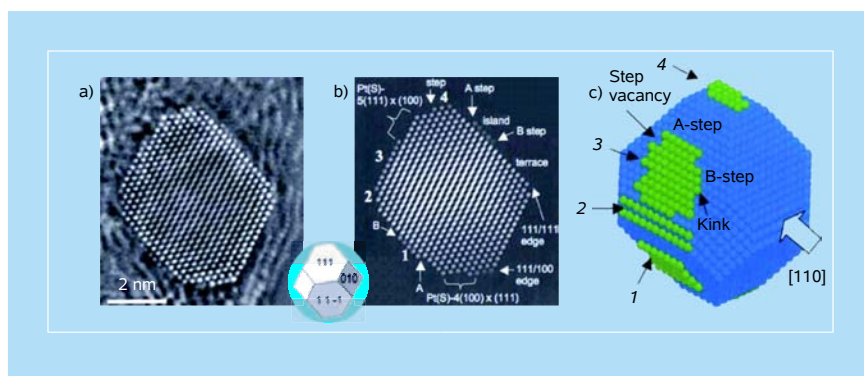 a)
2 nm
111
010
1 1 -1
b)
Pt(S)-
5(111) x (100)
step
4
A step
island
B step
terrace
3
2
B
1
A
111/111
edge
111/100
edge
Pt(S)-4(100) x (111)
c)
4
Step
vacancy
A-step
3
B-step
2
Kink
1
[110]